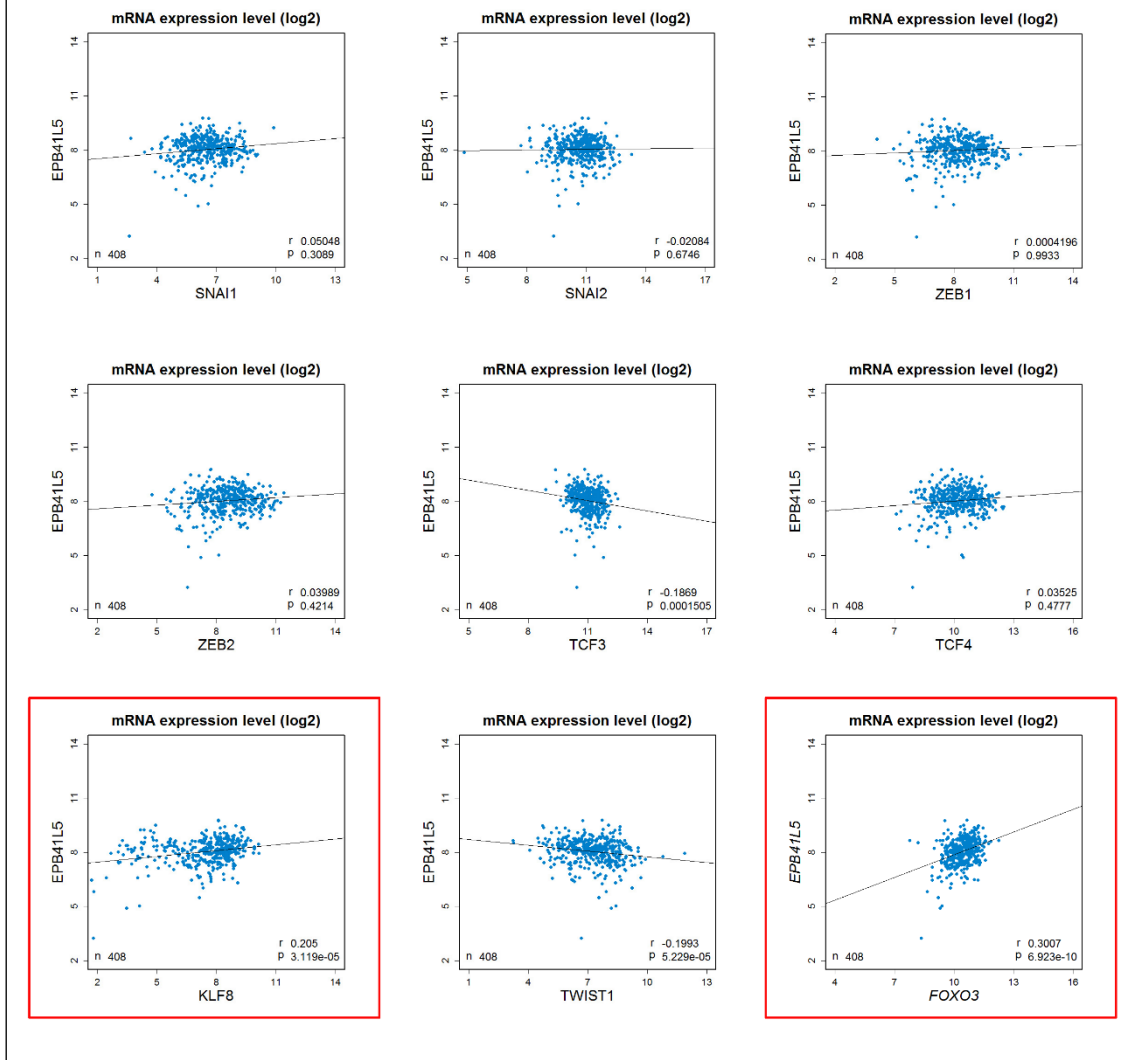 mRNA expression level (log2)
EPB41L5
14
11
8
5
2
n 408
r 0.05048
p 0.3089
1 4 7 10 13
SNAI1
mRNA expression level (log2)
EPB41L5
14
11
8
5
2
n 408
r -0.02084
p 0.6746
5 8 11 14 17
SNAI2
mRNA expression level (log2)
EPB41L5
14
11
8
5
2
n 408
r 0.0004196
p 0.9933
2 5 8 11 14
ZEB1
mRNA expression level (log2)
EPB41L5
14
11
8
5
2
n 408
r 0.03989
p 0.4214
2 5 8 11 14
ZEB2
mRNA expression level (log2)
EPB41L5
14
11
8
5
2
n 408
r -0.1869
p 0.0001505
5 8 11 14 17
TCF3
mRNA expression level (log2)
EPB41L5
14
11
8
5
2
n 408
r 0.03525
p 0.4777
4 7 10 13 16
TCF4
mRNA expression level (log2)
EPB41L5
14
11
8
5
2
n 408
r 0.205
p 3.119e-05
2 5 8 11 14
KLF8
mRNA expression level (log2)
EPB41L5
14
11
8
5
2
n 408
r -0.1993
p 5.229e-05
1 4 7 10 13
TWIST1
mRNA expression level (log2)
EPB41L5
14
11
8
5
2
n 408
r 0.3007
p 6.923e-10
4 7 10 13 16
FOXO3